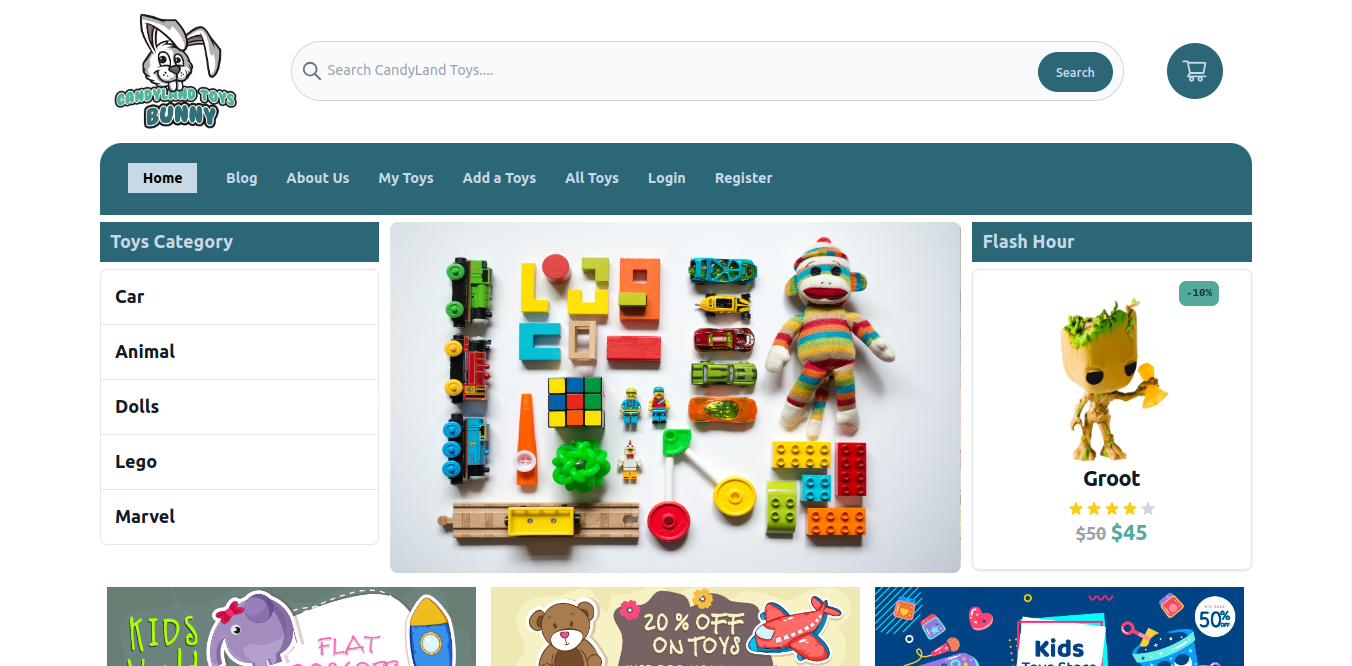 CANDYLAND TOYS
BUNNY
Search CandyLand Toys....
Search
Home
Blog
About Us
My Toys
Add a Toys
All Toys
Login
Register
Toys Category
Car
Animal
Dolls
Lego
Marvel
Flash Hour
-10%
Groot
$50 $45
KIDS
FLAT
20% OFF
ON TOYS
Kids
50%
OFF